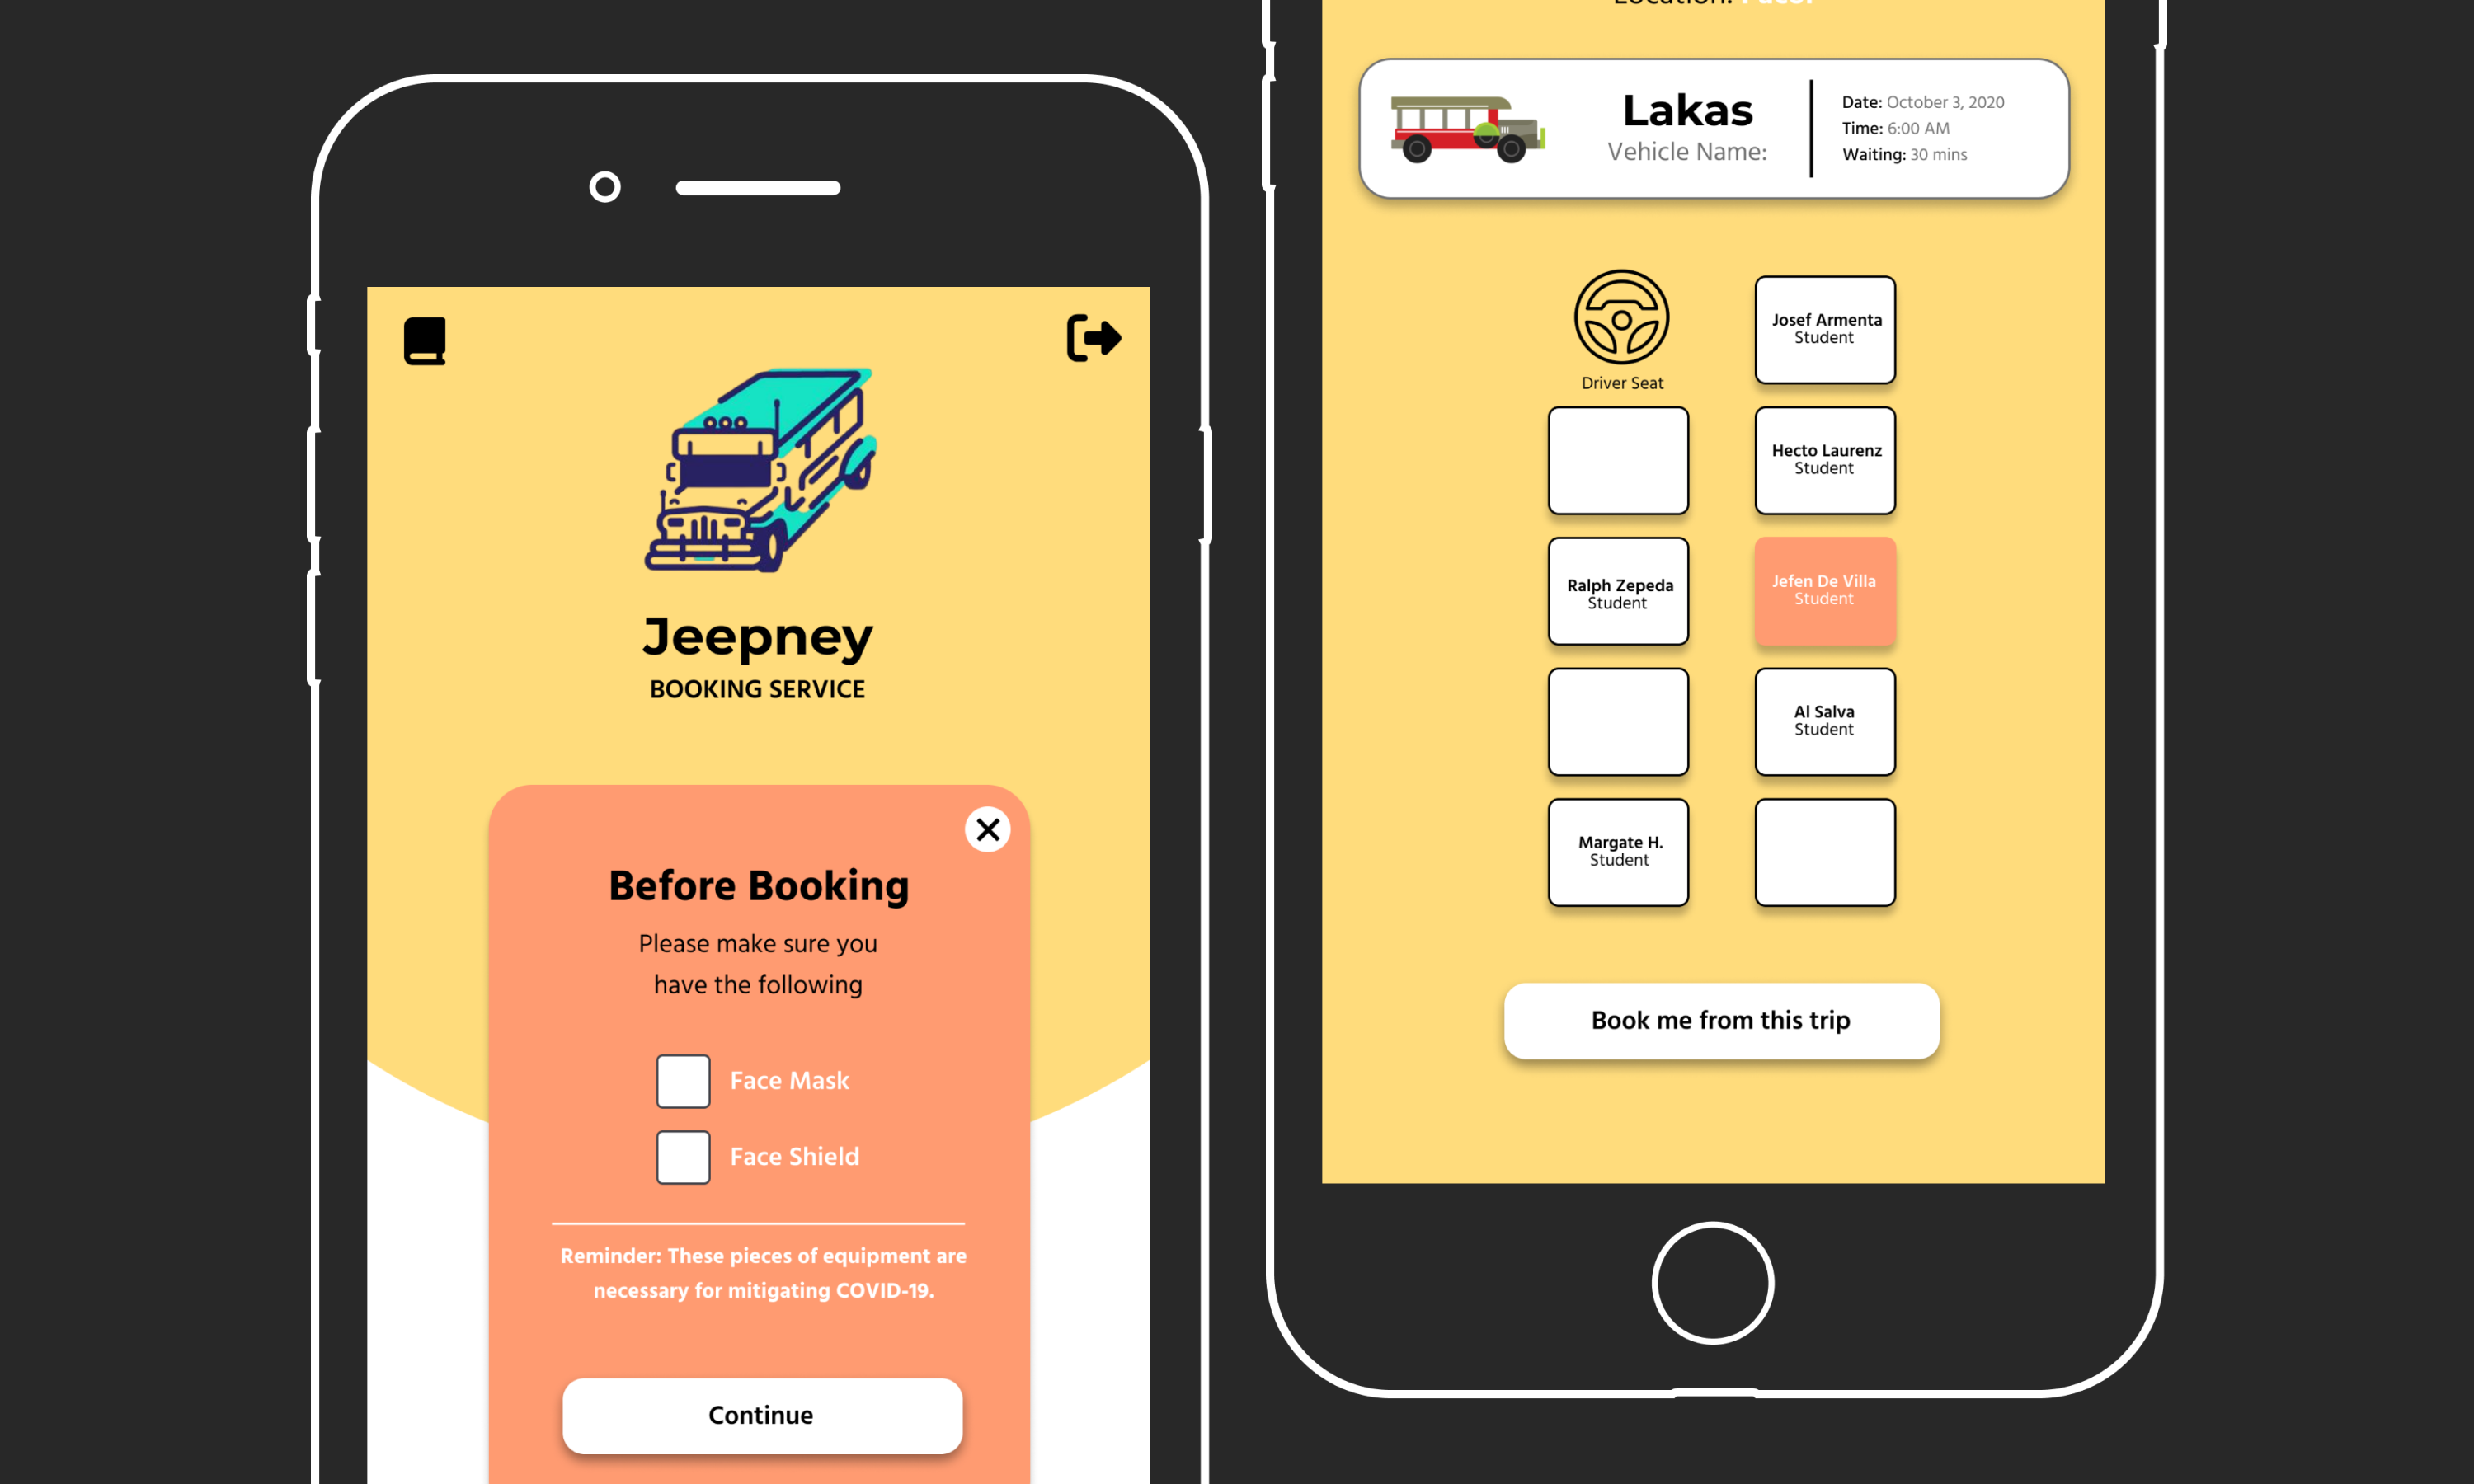 Jeepney
BOOKING SERVICE
Before Booking
Please make sure you
have the following
Face Mask
Face Shield
Reminder: These pieces of equipment are
necessary for mitigating COVID-19.
Continue
Location:
Lakas
Vehicle Name:
Date: October 3, 2020
Time: 6:00 AM
Waiting: 30 mins
Driver Seat
Josef Armenta
Student
Hecto Laurenz
Student
Ralph Zepeda
Student
Jefen De Villa
Student
Al Salva
Student
Margate H.
Student
Book me from this trip